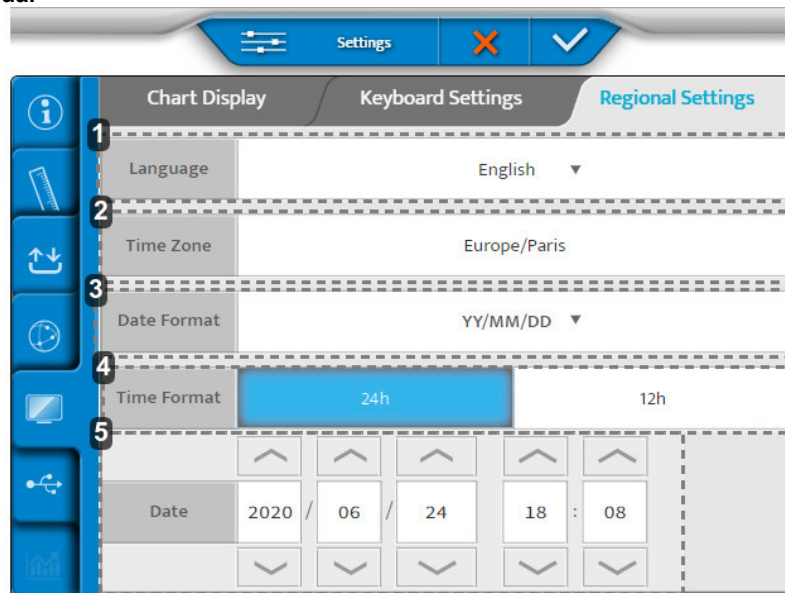 Settings
Chart Display Keyboard Settings Regional Settings
1
Language English ▼
2
Time Zone Europe/Paris
3
Date Format YY/MM/DD ▼
4
Time Format 24h 12h
5
Date 2020 / 06 / 24 18 : 08